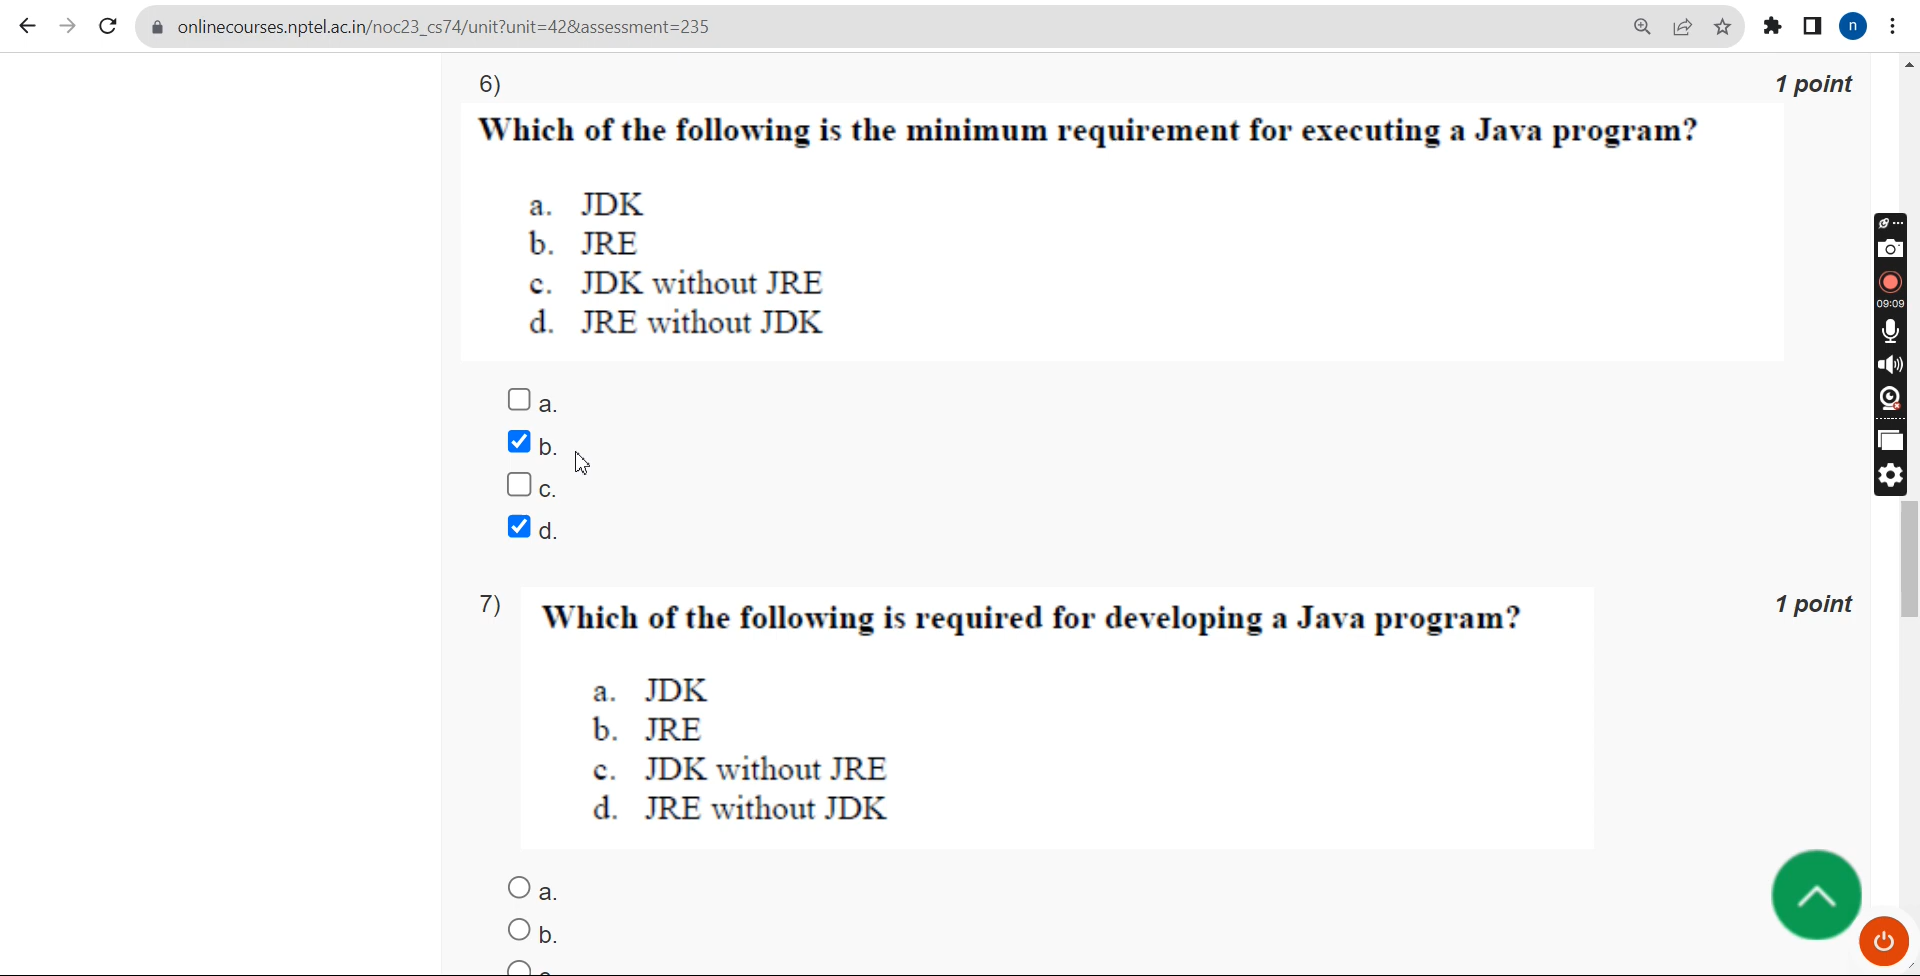 onlinecourses.nptel.ac.in/noc23_cs74/unit?unit=42&assessment=235
n
6)
1 point
Which of the following is the minimum requirement for executing a Java program?
a. JDK
b. JRE
c. JDK without JRE
d. JRE without JDK
09:09
a.
b.
c.
d.
7)
1 point
Which of the following is required for developing a Java program?
a. JDK
b. JRE
c. JDK without JRE
d. JRE without JDK
a.
b.